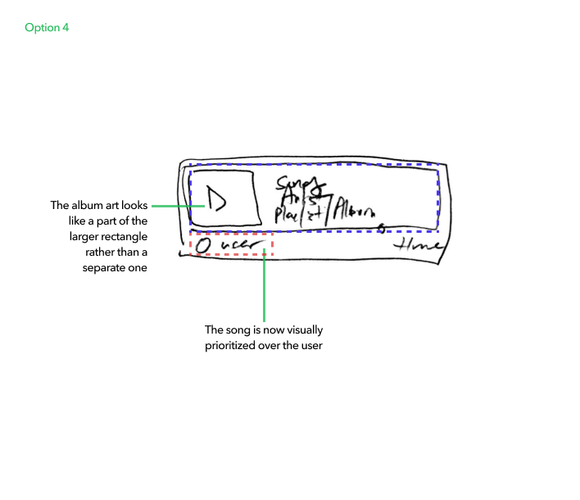 Option 4
The album art looks
like a part of the
larger rectangle
rather than a
separate one
Song
Artist
Playlist/Album
user
Time
The song is now visually
prioritized over the user